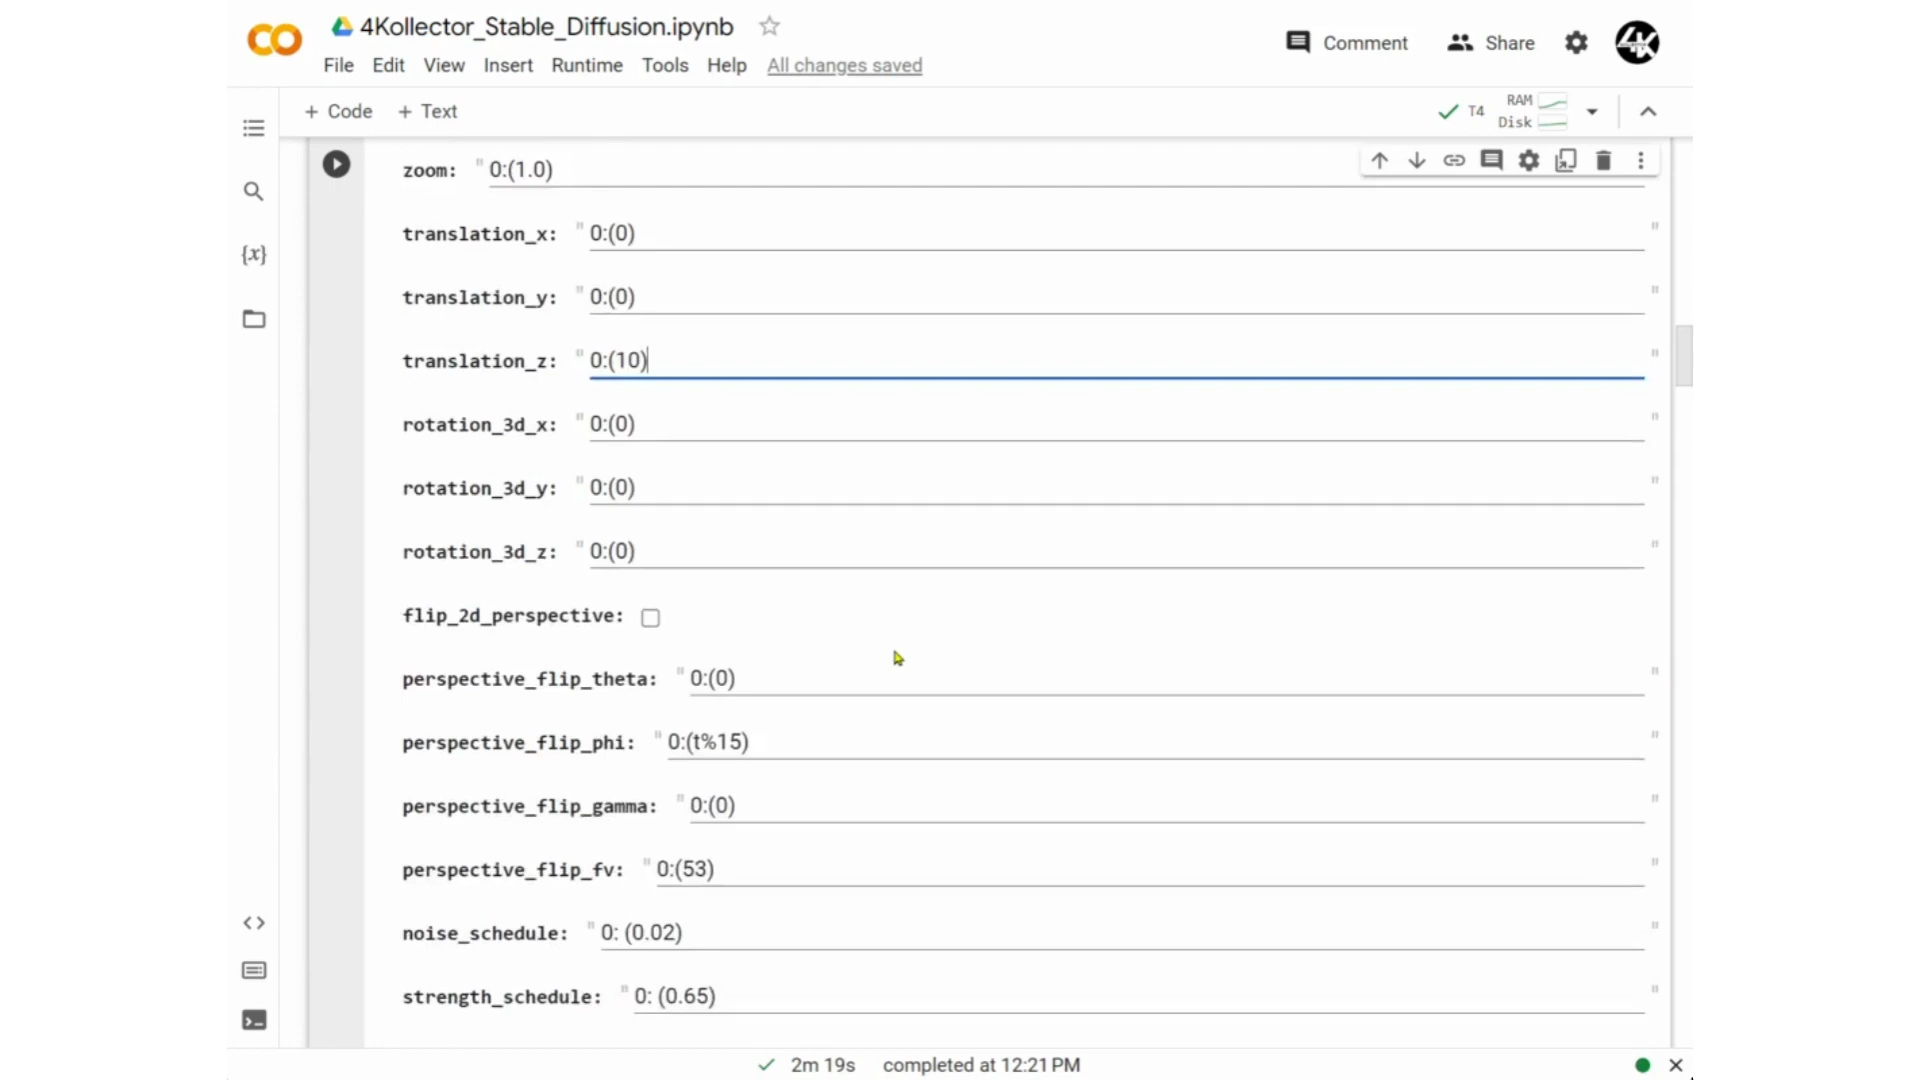 4Kollector_Stable_Diffusion.ipynb
Comment
Share
4K
File Edit View Insert Runtime Tools Help All changes saved
+ Code + Text
T4
RAM
Disk
{x}
zoom: " 0:(1.0)
translation_x: " 0:(0) "
translation_y: " 0:(0) "
translation_z: " 0:(10) "
rotation_3d_x: " 0:(0) "
rotation_3d_y: " 0:(0) "
rotation_3d_z: " 0:(0) "
flip_2d_perspective:
perspective_flip_theta: " 0:(0) "
perspective_flip_phi: " 0:(t%15) "
perspective_flip_gamma: " 0:(0) "
perspective_flip_fv: " 0:(53) "
noise_schedule: " 0: (0.02) "
strength_schedule: " 0: (0.65) "
2m 19s completed at 12:21 PM